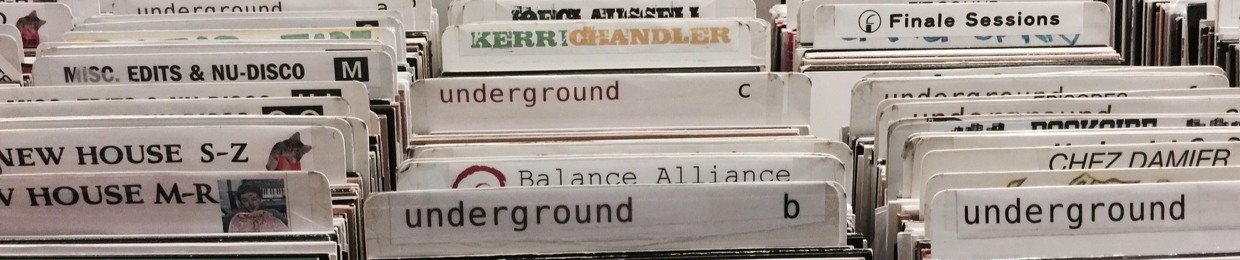 underground a
MISC. EDITS & NU-DISCO M
NEW HOUSE S-Z
W HOUSE M-R
KERRI CHANDLER
underground c
Balance Alliance
underground b
Finale Sessions
underground
CHEZ DAMIER
underground